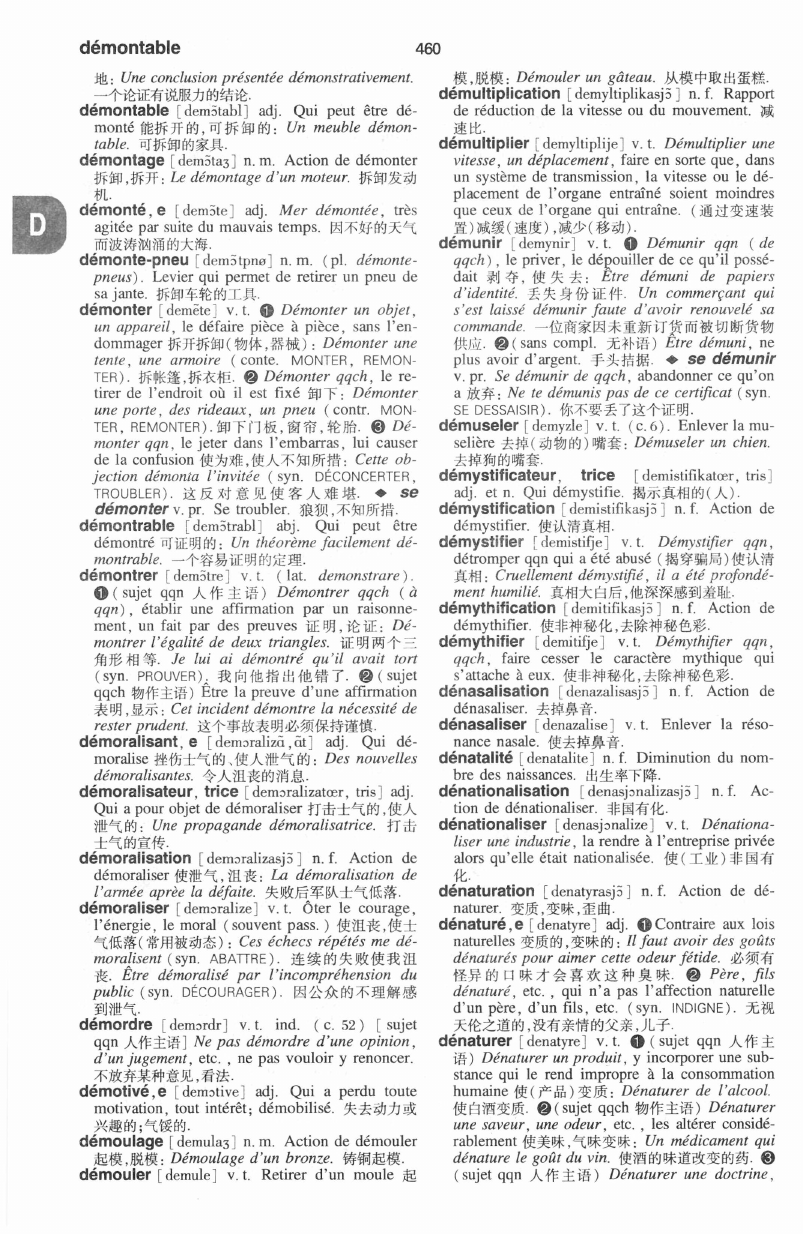 démontable
460
地: Une conclusion présentée démonstrativement.
一个论证有说服力的结论.
démontable [demɔ̃tabl] adj. Qui peut être dé-
monté 能拆开的,可拆卸的: Un meuble démon-
table. 可拆卸的家具.
démontage [demɔ̃taʒ] n. m. Action de démonter
拆卸,拆开: Le démontage d'un moteur. 拆卸发动
机.
démonté, e [demɔ̃te] adj. Mer démontée, très
agitée par suite du mauvais temps. 因不好的天气
而波涛汹涌的大海.
démonte-pneu [demɔ̃tpnø] n. m. (pl. démonte-
pneus). Levier qui permet de retirer un pneu de
sa jante. 拆卸车轮的工具.
démonter [demɔ̃te] v. t. ❶ Démonter un objet,
un appareil, le défaire pièce à pièce, sans l'en-
dommager 拆开拆卸(物体,器械): Démonter une
tente, une armoire (conte. MONTER, REMON-
TER). 拆帐篷,拆衣柜. ❷ Démonter qqch, le re-
tirer de l'endroit où il est fixé 卸下: Démonter
une porte, des rideaux, un pneu (contr. MON-
TER, REMONTER). 卸下门板,窗帘,轮胎. ❸ Dé-
monter qqn, le jeter dans l'embarras, lui causer
de la confusion 使为难,使人不知所措: Cette ob-
jection démonta l'invitée (syn. DÉCONCERTER,
TROUBLER). 这反对意见使客人难堪. ◆ se
démonter v. pr. Se troubler. 狼狈,不知所措.
démontrable [demɔ̃trabl] abj. Qui peut être
démontré 可证明的: Un théorème facilement dé-
montrable. 一个容易证明的定理.
démontrer [demɔ̃tre] v. t. (lat. demonstrare).
❶ (sujet qqn 人作主语) Démontrer qqch (à
qqn), établir une affirmation par un raisonne-
ment, un fait par des preuves 证明,论证: Dé-
montrer l'égalité de deux triangles. 证明两个三
角形相等. Je lui ai démontré qu'il avait tort
(syn. PROUVER). 我向他指出他错了. ❷ (sujet
qqch 物作主语) Être la preuve d'une affirmation
表明,显示: Cet incident démontre la nécessité de
rester prudent. 这个事故表明必须保持谨慎.
démoralisant, e [demɔralizɑ̃, ɑ̃t] adj. Qui dé-
moralise 挫伤士气的、使人泄气的: Des nouvelles
démoralisantes. 令人沮丧的消息.
démoralisateur, trice [demɔralizatœr, tris] adj.
Qui a pour objet de démoraliser 打击士气的,使人
泄气的: Une propagande démoralisatrice. 打击
士气的宣传.
démoralisation [demɔralizasjɔ̃] n. f. Action de
démoraliser 使泄气,沮丧: La démoralisation de
l'armée aprèe la défaite. 失败后军队士气低落.
démoraliser [demɔralize] v. t. Ôter le courage,
l'énergie, le moral (souvent pass.) 使沮丧,使士
气低落(常用被动态): Ces échecs répétés me dé-
moralisent (syn. ABATTRE). 连续的失败使我沮
丧. Être démoralisé par l'incompréhension du
public (syn. DÉCOURAGER). 因公众的不理解感
到泄气.
démordre [demɔrdr] v. t. ind. (c. 52) [sujet
qqn 人作主语] Ne pas démordre d'une opinion,
d'un jugement, etc., ne pas vouloir y renoncer.
不放弃某种意见,看法.
démotivé, e [demɔtive] adj. Qui a perdu toute
motivation, tout intérêt; démobilisé. 失去动力或
兴趣的;气馁的.
démoulage [demulaʒ] n. m. Action de démouler
起模,脱模: Démoulage d'un bronze. 铸铜起模.
démouler [demule] v. t. Retirer d'un moule 起
模,脱模: Démouler un gâteau. 从模中取出蛋糕.
démultiplication [demyltiplikasjɔ̃] n. f. Rapport
de réduction de la vitesse ou du mouvement. 减
速比.
démultiplier [demyltiplije] v. t. Démultiplier une
vitesse, un déplacement, faire en sorte que, dans
un système de transmission, la vitesse ou le dé-
placement de l'organe entraîné soient moindres
que ceux de l'organe qui entraîne. (通过变速装
置)减缓(速度),减少(移动).
démunir [demynir] v. t. ❶ Démunir qqn (de
qqch), le priver, le dépouiller de ce qu'il possé-
dait 剥夺, 使失去: Être démuni de papiers
d'identité. 丢失身份证件. Un commerçant qui
s'est laissé démunir faute d'avoir renouvelé sa
commande. 一位商家因未重新订货而被切断货物
供应. ❷ (sans compl. 无补语) Être démuni, ne
plus avoir d'argent. 手头拮据. ◆ se démunir
v. pr. Se démunir de qqch, abandonner ce qu'on
a 放弃: Ne te démunis pas de ce certificat (syn.
SE DESSAISIR). 你不要丢了这个证明.
démuseler [demyzle] v. t. (c. 6). Enlever la mu-
selière 去掉(动物的)嘴套: Démuseler un chien.
去掉狗的嘴套.
démystificateur, trice [demistifikatœr, tris]
adj. et n. Qui démystifie. 揭示真相的(人).
démystification [demistifikasjɔ̃] n. f. Action de
démystifier. 使认清真相.
démystifier [demistifje] v. t. Démystifier qqn,
détromper qqn qui a été abusé (揭穿骗局)使认清
真相: Cruellement démystifié, il a été profondé-
ment humilié. 真相大白后,他深深感到羞耻.
démythification [demitifikasjɔ̃] n. f. Action de
démythifier. 使非神秘化,去除神秘色彩.
démythifier [demitifje] v. t. Démythifier qqn,
qqch, faire cesser le caractère mythique qui
s'attache à eux. 使非神秘化,去除神秘色彩.
dénasalisation [denazalisasjɔ̃] n. f. Action de
dénasaliser. 去掉鼻音.
dénasaliser [denazalise] v. t. Enlever la réso-
nance nasale. 使去掉鼻音.
dénatalité [denatalite] n. f. Diminution du nom-
bre des naissances. 出生率下降.
dénationalisation [denasjɔnalizasjɔ̃] n. f. Ac-
tion de dénationaliser. 非国有化.
dénationaliser [denasjɔnalize] v. t. Dénationa-
liser une industrie, la rendre à l'entreprise privée
alors qu'elle était nationalisée. 使(工业)非国有
化.
dénaturation [denatyrasjɔ̃] n. f. Action de dé-
naturer. 变质,变味,歪曲.
dénaturé, e [denatyre] adj. ❶ Contraire aux lois
naturelles 变质的,变味的: Il faut avoir des goûts
dénaturés pour aimer cette odeur fétide. 必须有
怪异的口味才会喜欢这种臭味. ❷ Père, fils
dénaturé, etc., qui n'a pas l'affection naturelle
d'un père, d'un fils, etc. (syn. INDIGNE). 无视
天伦之道的,没有亲情的父亲,儿子.
dénaturer [denatyre] v. t. ❶ (sujet qqn 人作主
语) Dénaturer un produit, y incorporer une sub-
stance qui le rend impropre à la consommation
humaine 使(产品)变质: Dénaturer de l'alcool.
使白酒变质. ❷ (sujet qqch 物作主语) Dénaturer
une saveur, une odeur, etc., les altérer considé-
rablement 使美味,气味变味: Un médicament qui
dénature le goût du vin. 使酒的味道改变的药. ❸
(sujet qqn 人作主语) Dénaturer une doctrine,
D